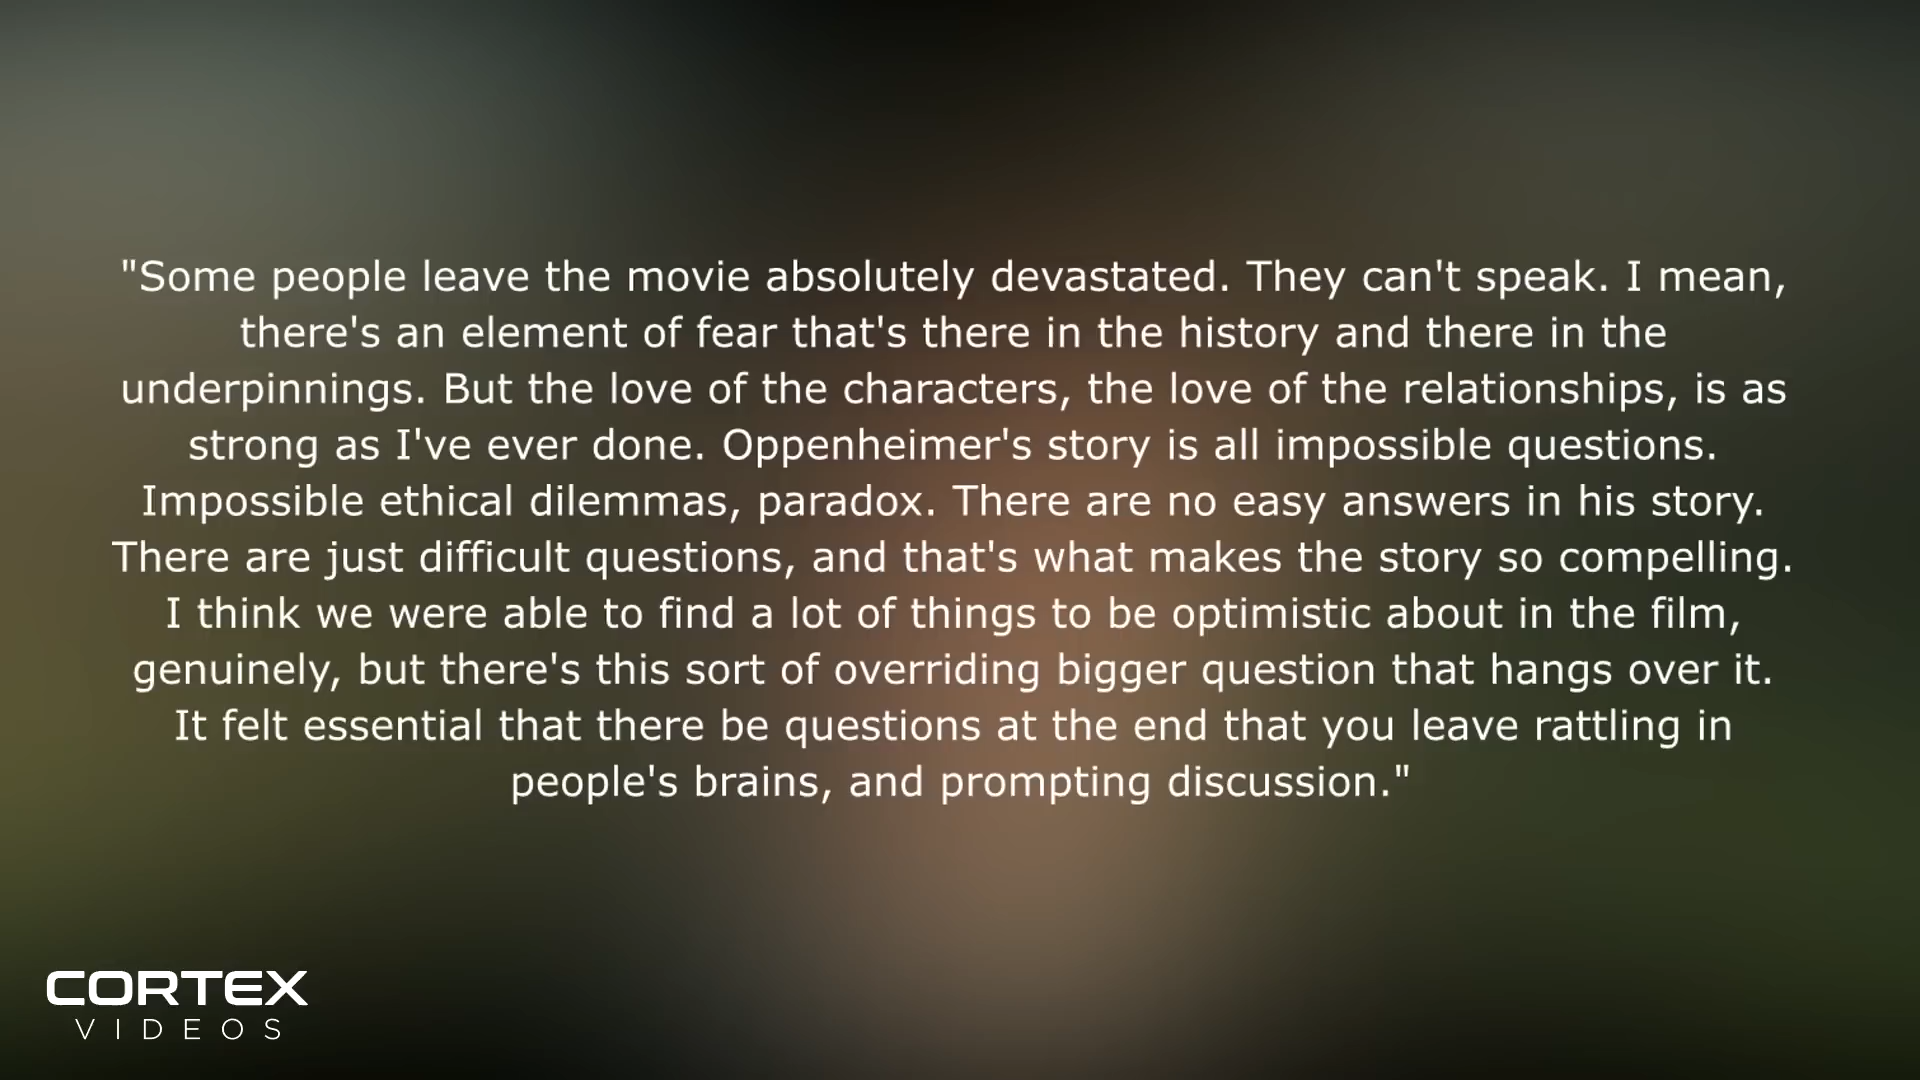 "Some people leave the movie absolutely devastated. They can't speak. I mean,
there's an element of fear that's there in the history and there in the
underpinnings. But the love of the characters, the love of the relationships, is as
strong as I've ever done. Oppenheimer's story is all impossible questions.
Impossible ethical dilemmas, paradox. There are no easy answers in his story.
There are just difficult questions, and that's what makes the story so compelling.
I think we were able to find a lot of things to be optimistic about in the film,
genuinely, but there's this sort of overriding bigger question that hangs over it.
It felt essential that there be questions at the end that you leave rattling in
people's brains, and prompting discussion."
CORTEX
VIDEOS